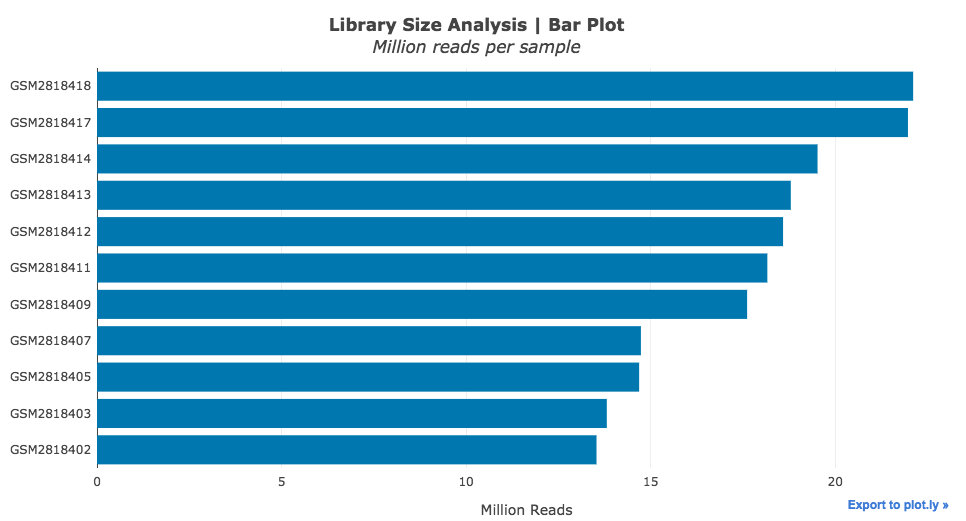 Library Size Analysis | Bar Plot
Million reads per sample
GSM2818418
GSM2818417
GSM2818414
GSM2818413
GSM2818412
GSM2818411
GSM2818409
GSM2818407
GSM2818405
GSM2818403
GSM2818402
0 5 10 15 20
Million Reads
Export to plot.ly »